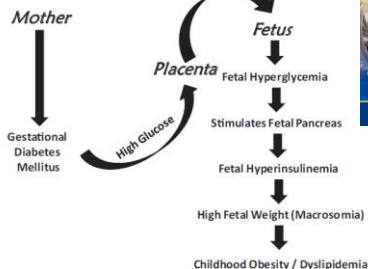 Mother
Fetus
Placenta
Fetal Hyperglycemia
Gestational
Diabetes
Mellitus
High Glucose
Stimulates Fetal Pancreas
Fetal Hyperinsulinemia
High Fetal Weight (Macrosomia)
Childhood Obesity / Dyslipidemia